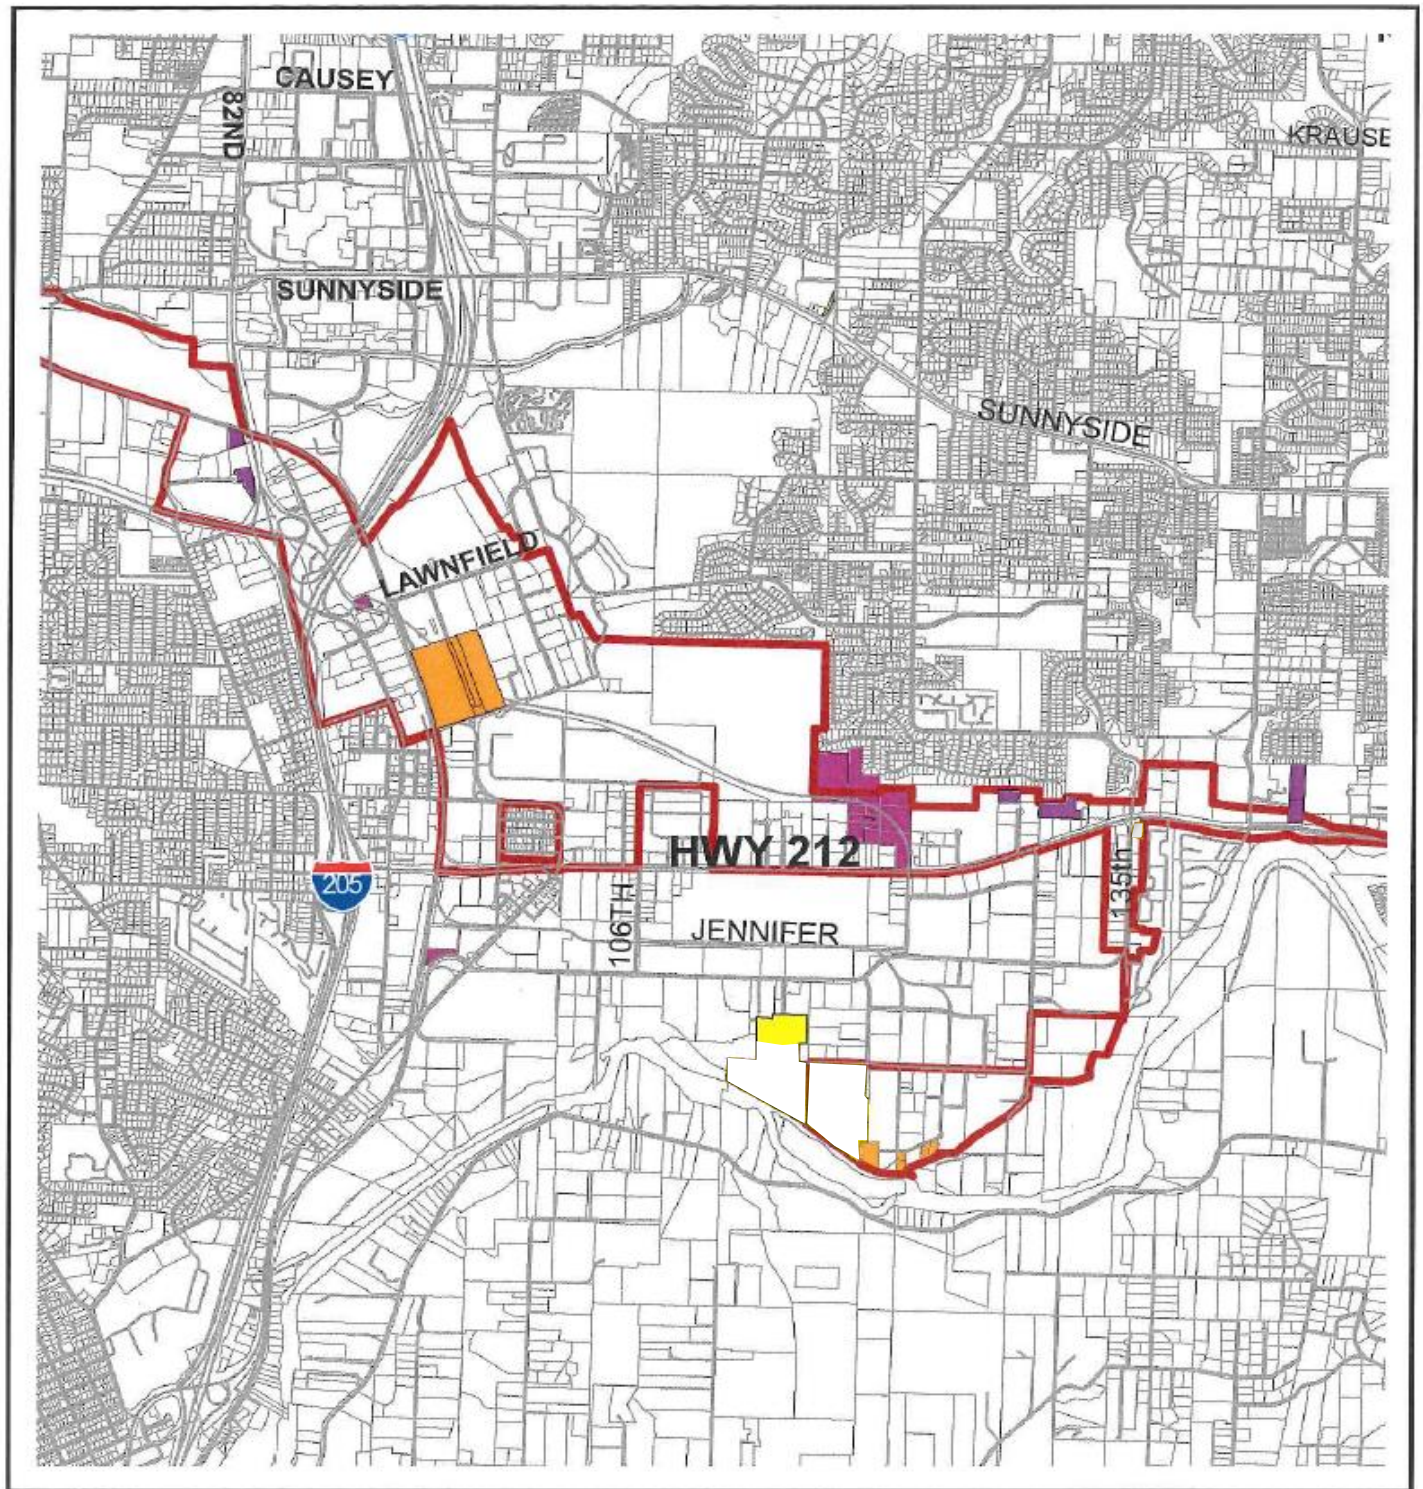 CAUSEY
82ND
KRAUSE
SUNNYSIDE
SUNNYSIDE
LAWNFIELD
HWY 212
205
135th
106TH
JENNIFER